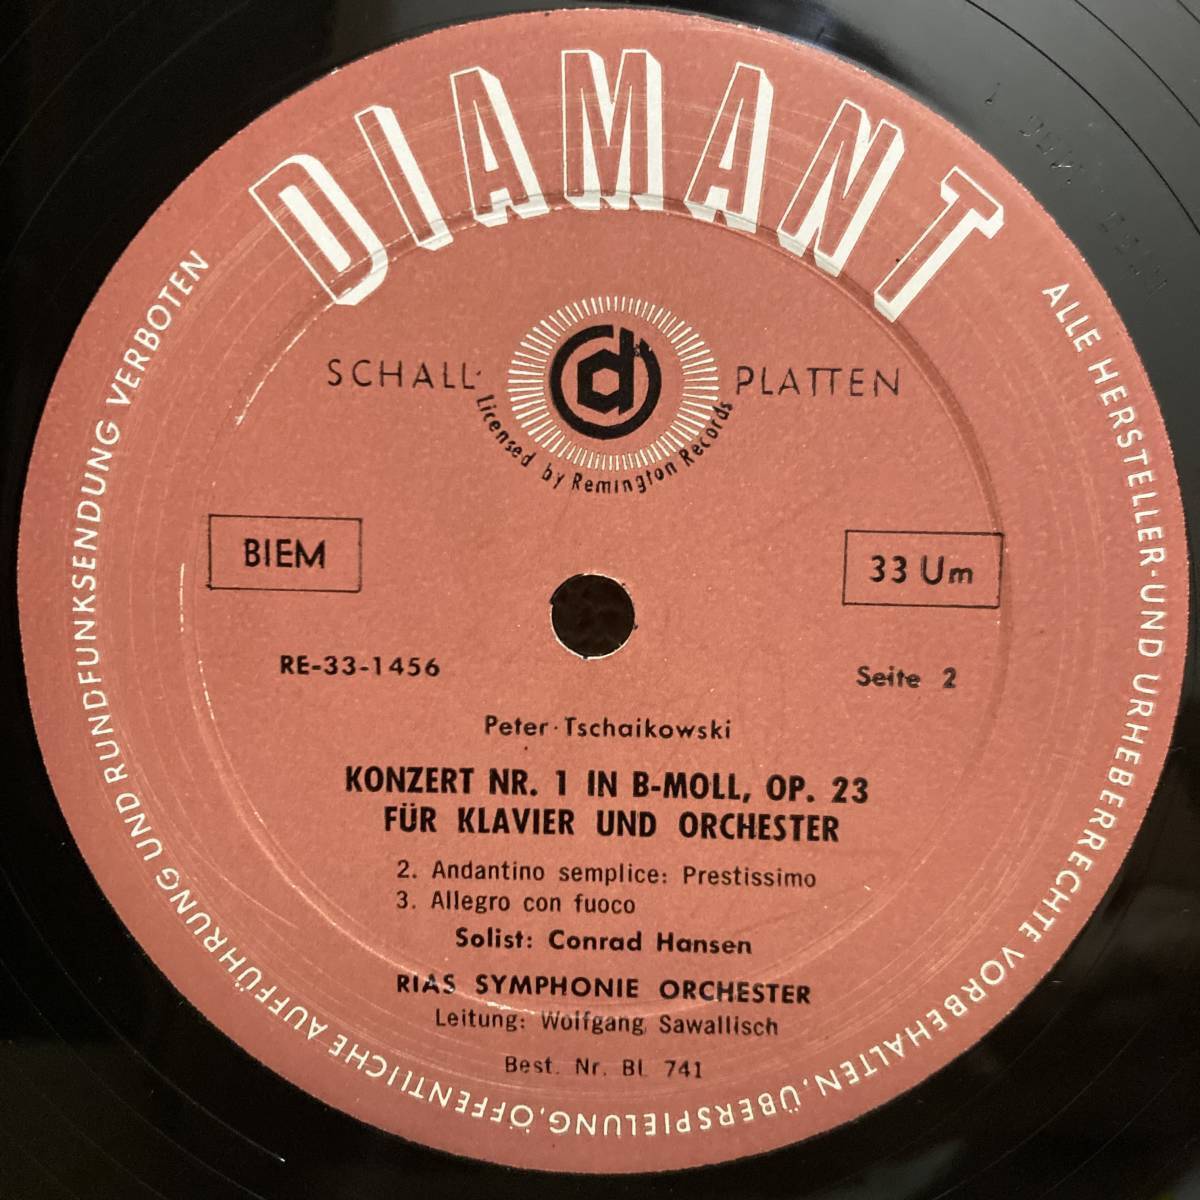 DIAMANT
SCHALL PLATTEN
d
Licensed by Remington Records
BIEM
33 Um
RE-33-1456
Seite 2
Peter Tschaikowski
KONZERT NR. 1 IN B-MOLL, OP. 23
FÜR KLAVIER UND ORCHESTER
2. Andantino semplice: Prestissimo
3. Allegro con fuoco
Solist: Conrad Hansen
RIAS SYMPHONIE ORCHESTER
Leitung: Wolfgang Sawallisch
Best. Nr. BL 741
ALLE HERSTELLER- UND URHEBERRECHTE VORBEHALTEN, ÜBERSPIELUNG, ÖFFENTLICHE AUFFÜHRUNG UND RUNDFUNKSENDUNG VERBOTEN